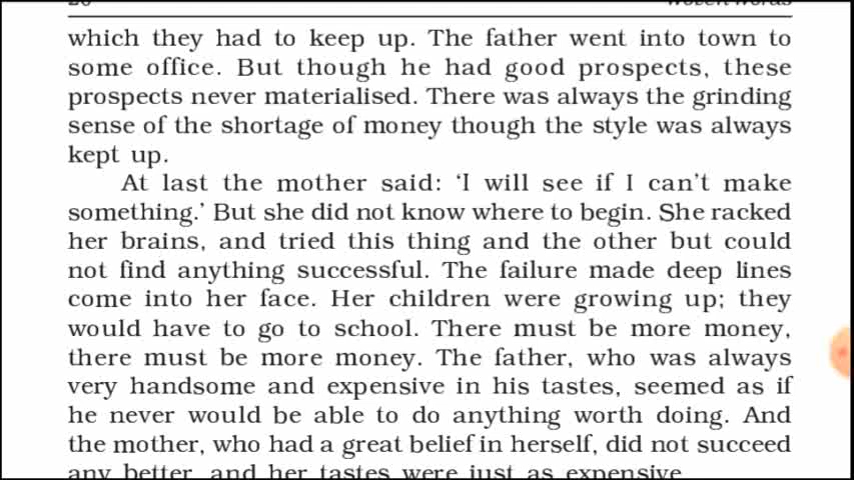 which they had to keep up. The father went into town to
some office. But though he had good prospects, these
prospects never materialised. There was always the grinding
sense of the shortage of money though the style was always
kept up.
At last the mother said: ‘I will see if I can’t make
something.’ But she did not know where to begin. She racked
her brains, and tried this thing and the other but could
not find anything successful. The failure made deep lines
come into her face. Her children were growing up; they
would have to go to school. There must be more money,
there must be more money. The father, who was always
very handsome and expensive in his tastes, seemed as if
he never would be able to do anything worth doing. And
the mother, who had a great belief in herself, did not succeed
any better, and her tastes were just as expensive.